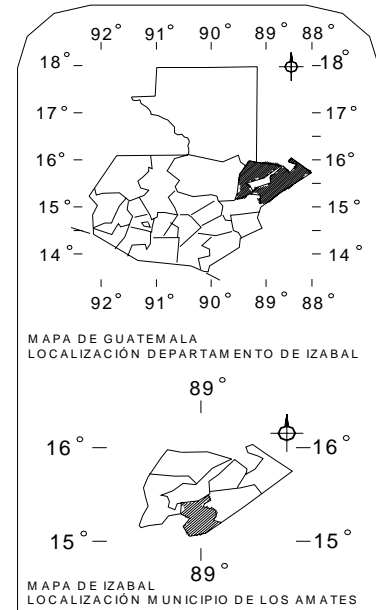 92° 91° 90° 89° 88°
18° 18°
17° 17°
16° 16°
15° 15°
14° 14°
92° 91° 90° 89° 88°
MAPA DE GUATEMALA
LOCALIZACIÓN DEPARTAMENTO DE IZABAL
89°
16° 16°
15° 15°
89°
MAPA DE IZABAL
LOCALIZACIÓN MUNICIPIO DE LOS AMATES